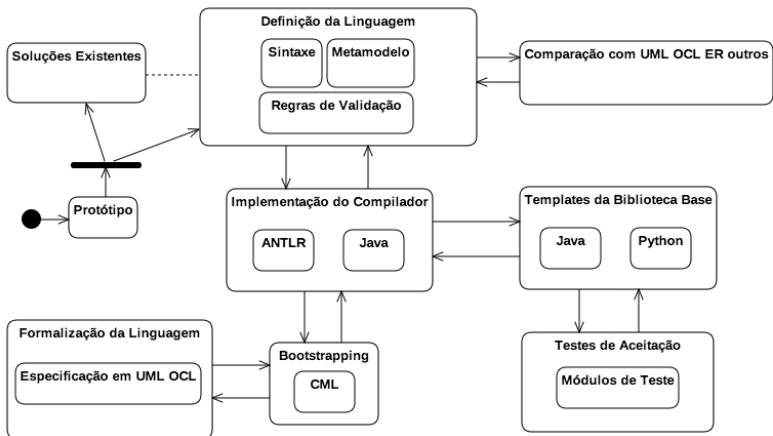 Definição da Linguagem
Soluções Existentes
Sintaxe
Metamodelo
Comparação com UML OCL ER outros
Regras de Validação
Protótipo
Implementação do Compilador
Templates da Biblioteca Base
ANTLR
Java
Java
Python
Formalização da Linguagem
Bootstrapping
Testes de Aceitação
Especificação em UML OCL
CML
Módulos de Teste